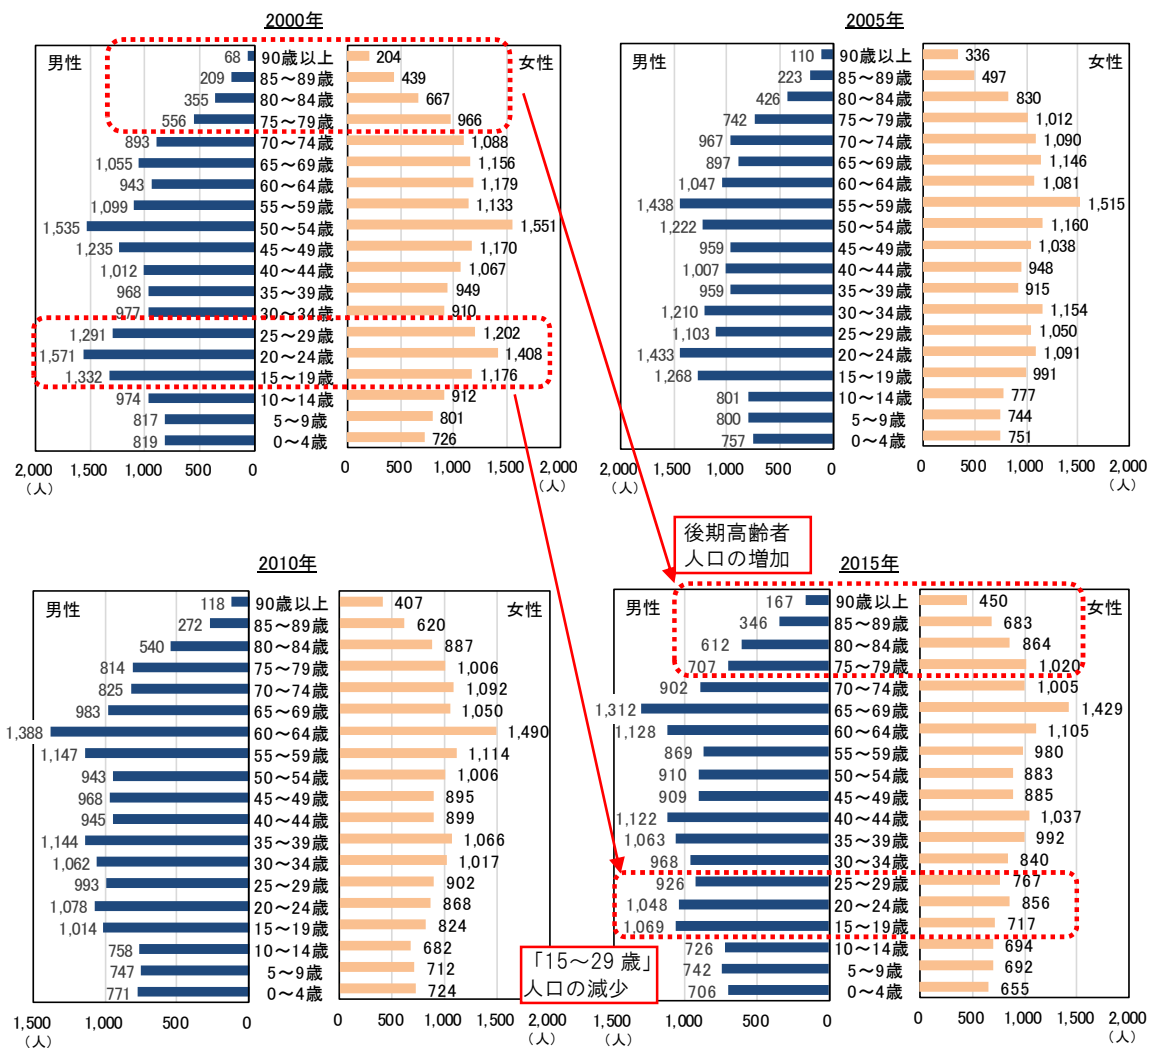 2000年
男性
女性
68 90歳以上 204
209 85～89歳 439
355 80～84歳 667
556 75～79歳 966
893 70～74歳 1,088
1,055 65～69歳 1,156
943 60～64歳 1,179
1,099 55～59歳 1,133
1,535 50～54歳 1,551
1,235 45～49歳 1,170
1,012 40～44歳 1,067
968 35～39歳 949
977 30～34歳 910
1,291 25～29歳 1,202
1,571 20～24歳 1,408
1,332 15～19歳 1,176
974 10～14歳 912
817 5～9歳 801
819 0～4歳 726
2,000 1,500 1,000 500 0 0 500 1,000 1,500 2,000
（人） （人）
2005年
男性
女性
110 90歳以上 336
223 85～89歳 497
426 80～84歳 830
742 75～79歳 1,012
967 70～74歳 1,090
897 65～69歳 1,146
1,047 60～64歳 1,081
1,438 55～59歳 1,515
1,222 50～54歳 1,160
959 45～49歳 1,038
1,007 40～44歳 948
959 35～39歳 915
1,210 30～34歳 1,154
1,103 25～29歳 1,050
1,433 20～24歳 1,091
1,268 15～19歳 991
801 10～14歳 777
800 5～9歳 744
757 0～4歳 751
2,000 1,500 1,000 500 0 0 500 1,000 1,500 2,000
（人） （人）
後期高齢者
人口の増加
2010年
男性
女性
118 90歳以上 407
272 85～89歳 620
540 80～84歳 887
814 75～79歳 1,006
825 70～74歳 1,092
983 65～69歳 1,050
1,388 60～64歳 1,490
1,147 55～59歳 1,114
943 50～54歳 1,006
968 45～49歳 895
945 40～44歳 899
1,144 35～39歳 1,066
1,062 30～34歳 1,017
993 25～29歳 902
1,078 20～24歳 868
1,014 15～19歳 824
758 10～14歳 682
747 5～9歳 712
771 0～4歳 724
1,500 1,000 500 0 0 500 1,000 1,500 2,000
（人） （人）
「15～29 歳」
人口の減少
2015年
男性
女性
167 90歳以上 450
346 85～89歳 683
612 80～84歳 864
707 75～79歳 1,020
902 70～74歳 1,005
1,312 65～69歳 1,429
1,128 60～64歳 1,105
869 55～59歳 980
910 50～54歳 883
909 45～49歳 885
1,122 40～44歳 1,037
1,063 35～39歳 992
968 30～34歳 840
926 25～29歳 767
1,048 20～24歳 856
1,069 15～19歳 717
726 10～14歳 694
742 5～9歳 692
706 0～4歳 655
1,500 1,000 500 0 0 500 1,000 1,500 2,000
（人） （人）